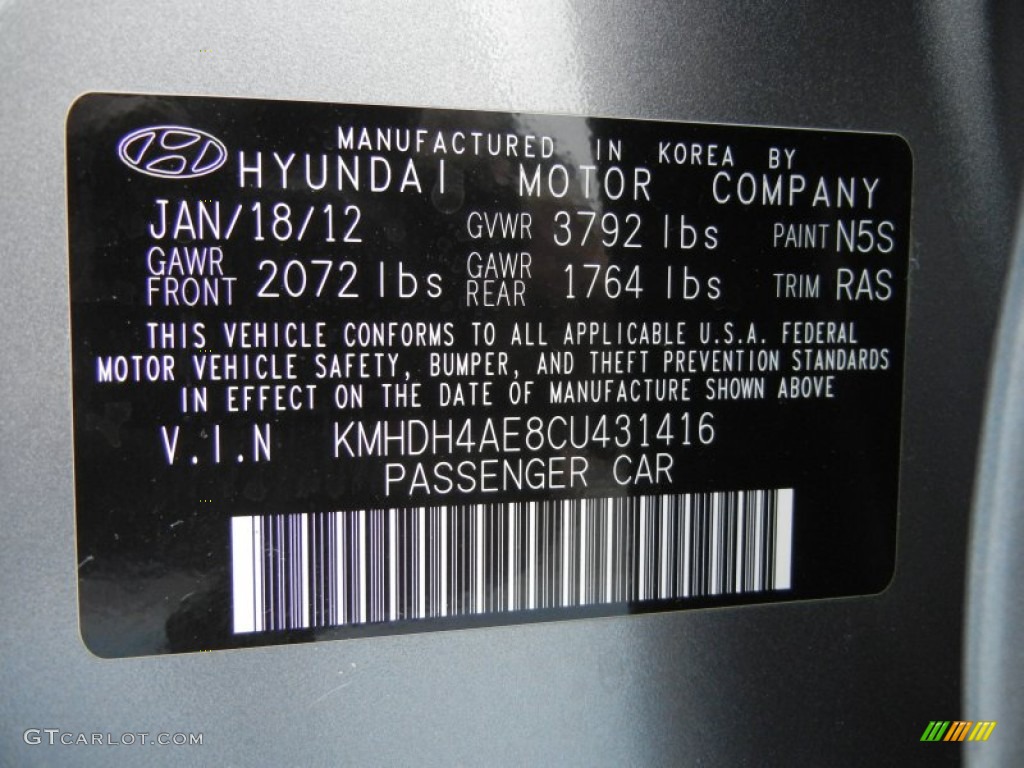 MANUFACTURED IN KOREA BY
HYUNDAI MOTOR COMPANY
JAN/18/12 GVWR 3792 lbs PAINT N5S
GAWR FRONT 2072 lbs GAWR REAR 1764 lbs TRIM RAS
THIS VEHICLE CONFORMS TO ALL APPLICABLE U.S.A. FEDERAL
MOTOR VEHICLE SAFETY, BUMPER, AND THEFT PREVENTION STANDARDS
IN EFFECT ON THE DATE OF MANUFACTURE SHOWN ABOVE
V.I.N KMHDH4AE8CU431416
PASSENGER CAR
GTCARLOT.COM